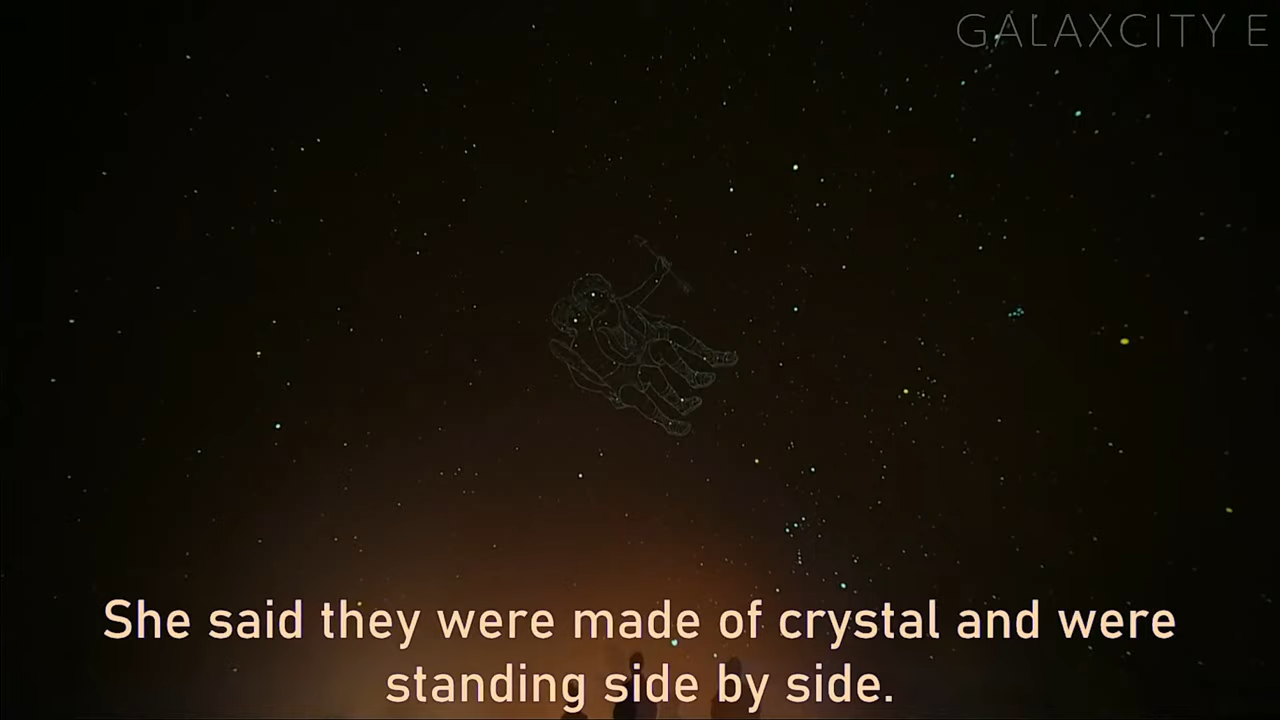 GALAXCITY E
She said they were made of crystal and were
standing side by side.